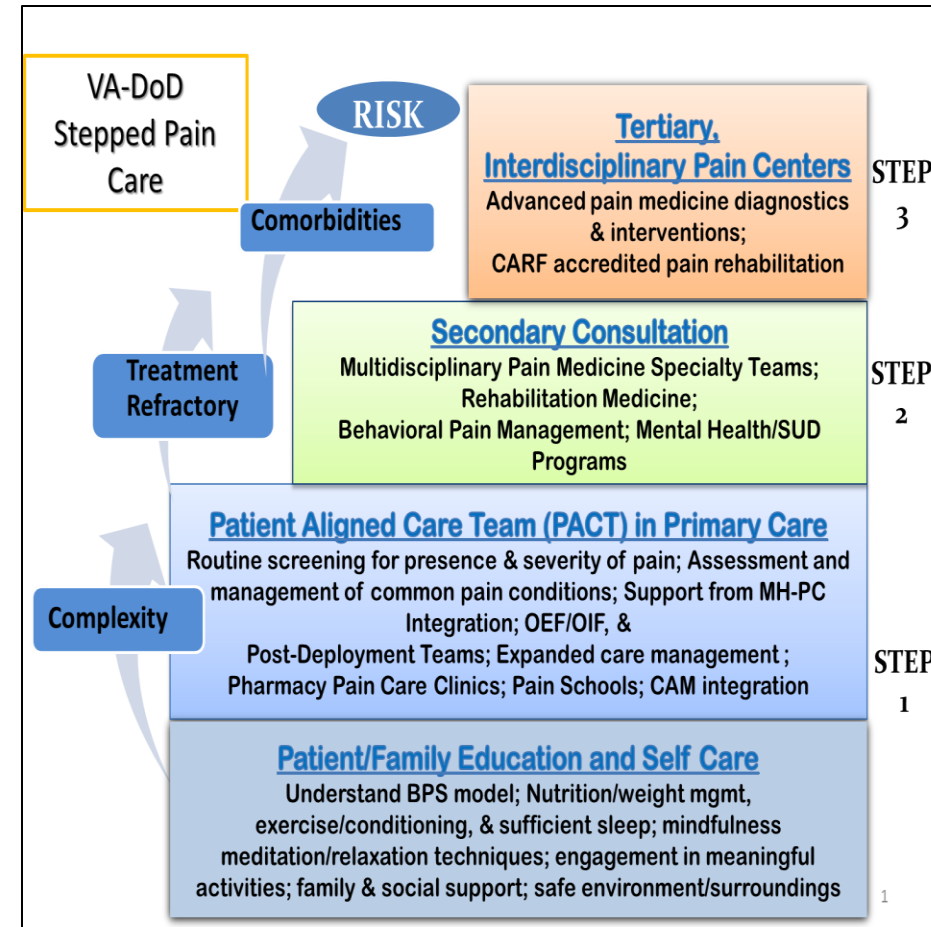 VA-DoD
Stepped Pain
Care
RISK
Comorbidities
Treatment
Refractory
Complexity
Tertiary,
Interdisciplinary Pain Centers
Advanced pain medicine diagnostics
& interventions;
CARF accredited pain rehabilitation
STEP
3
Secondary Consultation
Multidisciplinary Pain Medicine Specialty Teams;
Rehabilitation Medicine;
Behavioral Pain Management; Mental Health/SUD
Programs
STEP
2
Patient Aligned Care Team (PACT) in Primary Care
Routine screening for presence & severity of pain; Assessment and
management of common pain conditions; Support from MH-PC
Integration; OEF/OIF, &
Post-Deployment Teams; Expanded care management ;
Pharmacy Pain Care Clinics; Pain Schools; CAM integration
STEP
1
Patient/Family Education and Self Care
Understand BPS model; Nutrition/weight mgmt,
exercise/conditioning, & sufficient sleep; mindfulness
meditation/relaxation techniques; engagement in meaningful
activities; family & social support; safe environment/surroundings
1